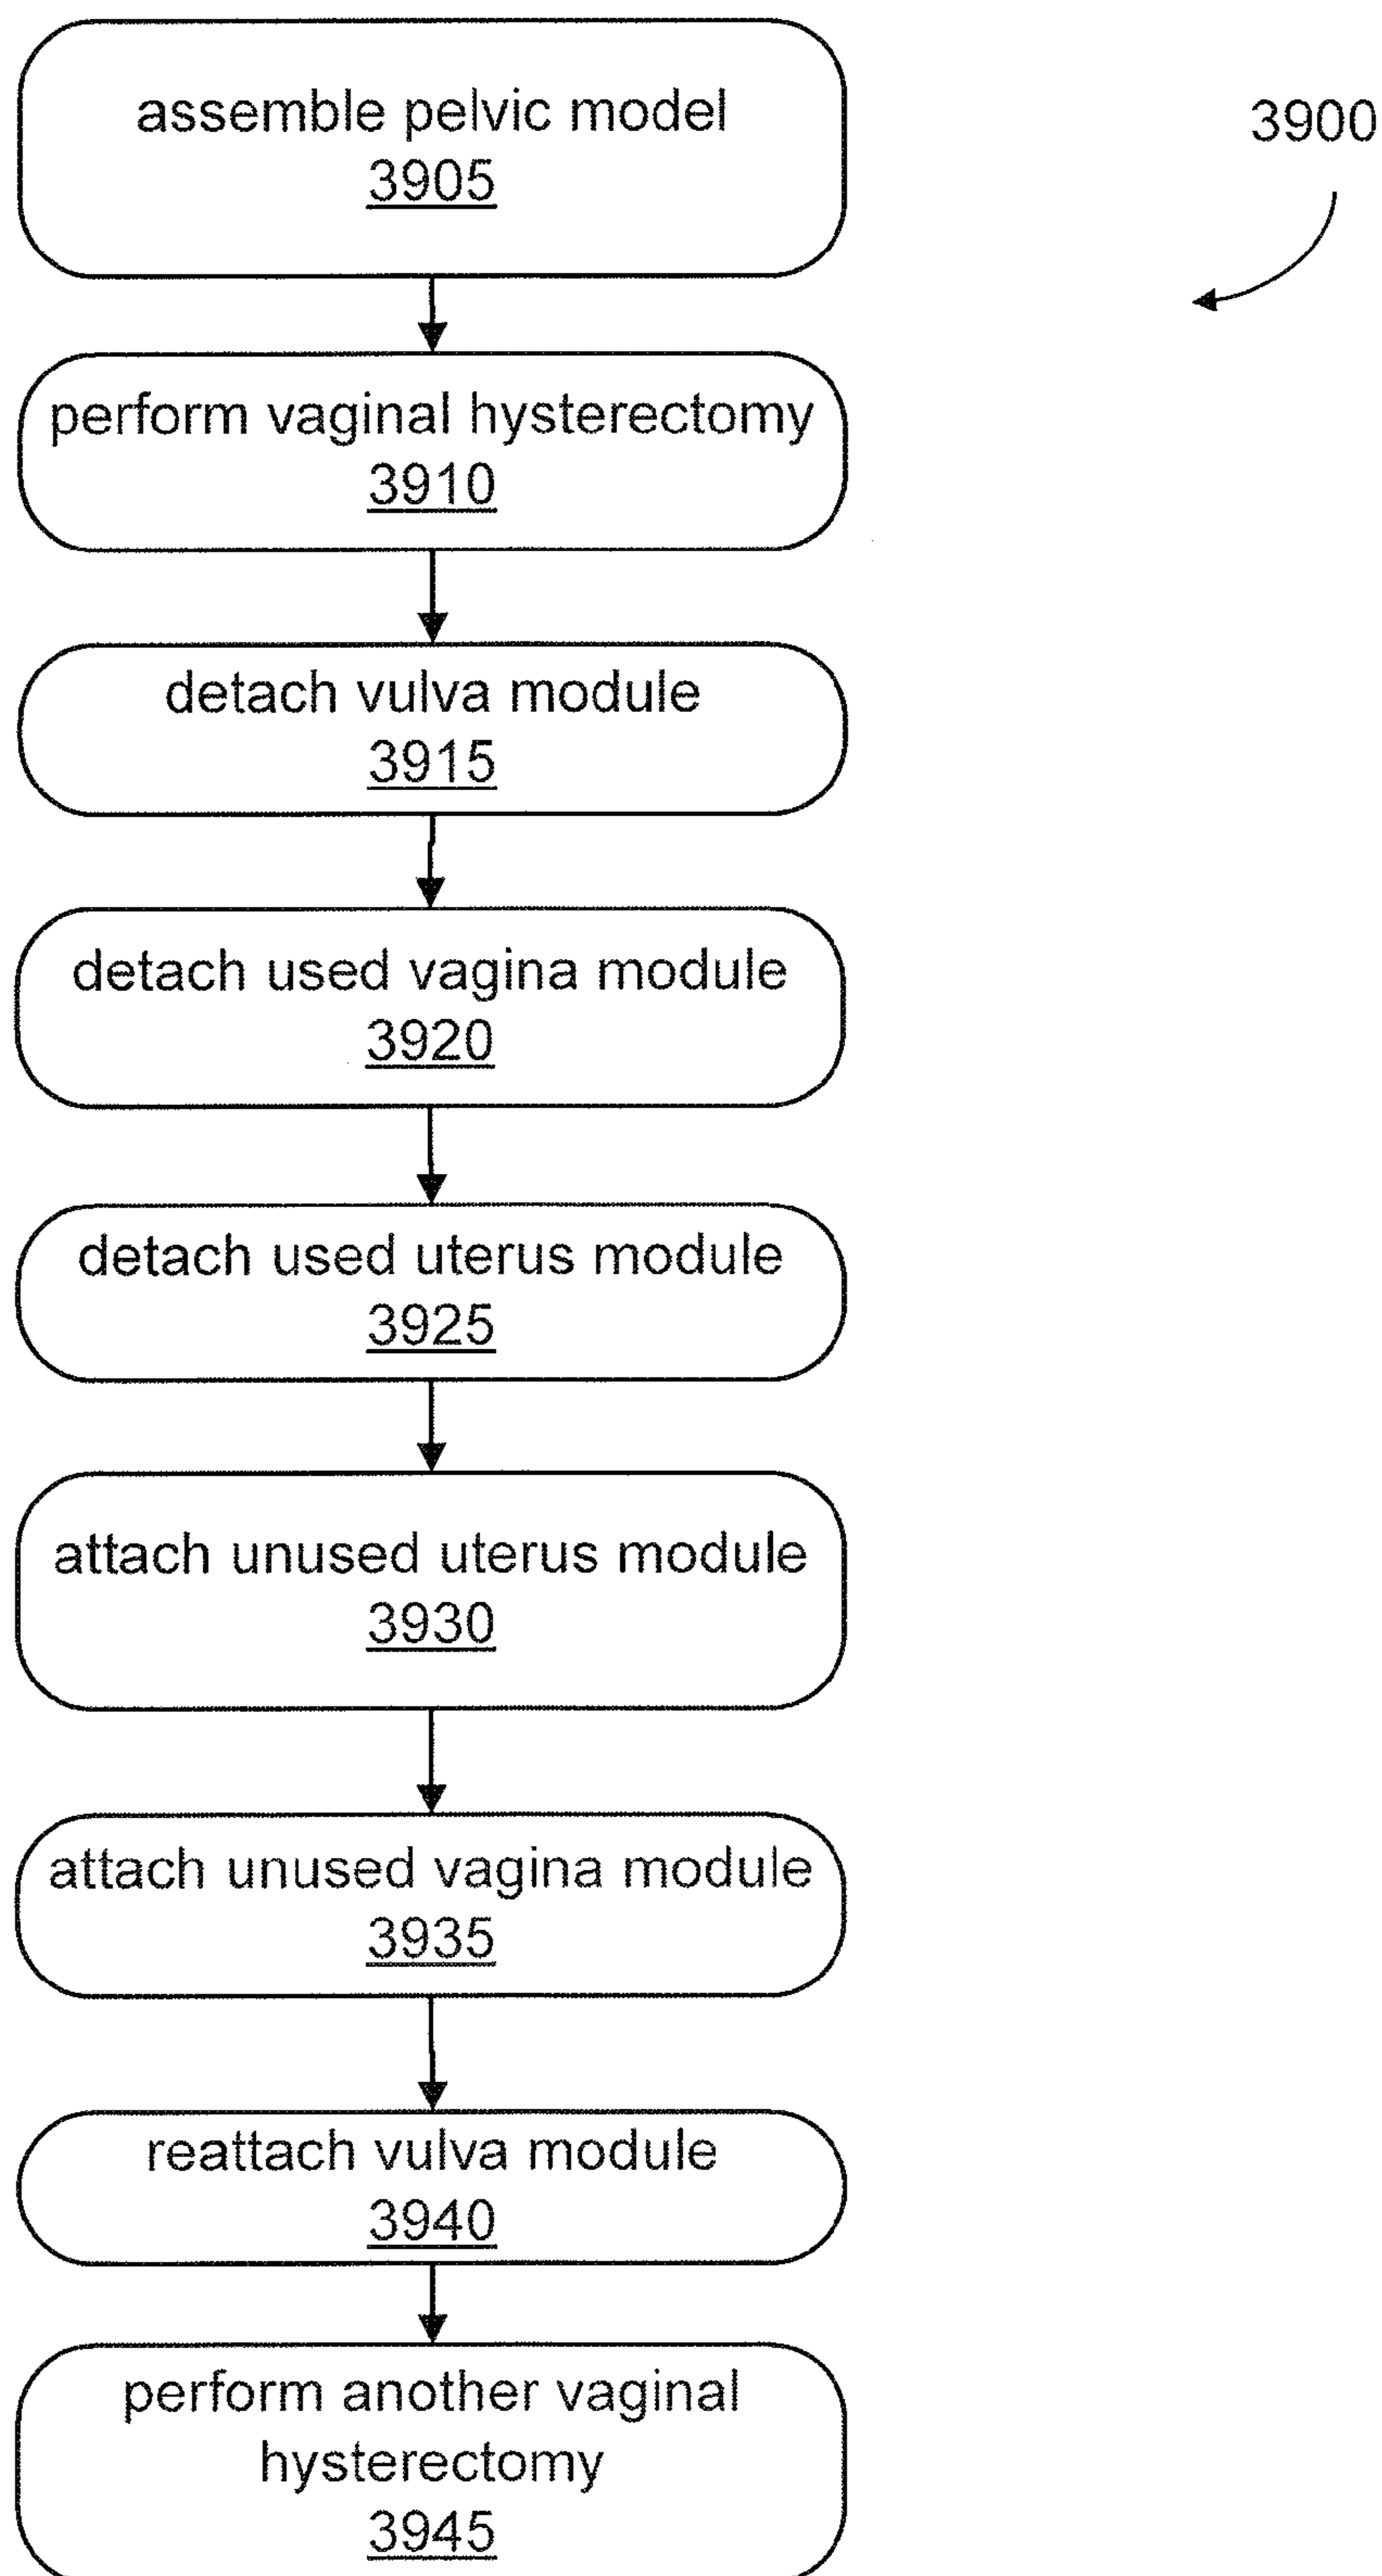 assemble pelvic model
3905
3900
perform vaginal hysterectomy
3910
detach vulva module
3915
detach used vagina module
3920
detach used uterus module
3925
attach unused uterus module
3930
attach unused vagina module
3935
reattach vulva module
3940
perform another vaginal
hysterectomy
3945